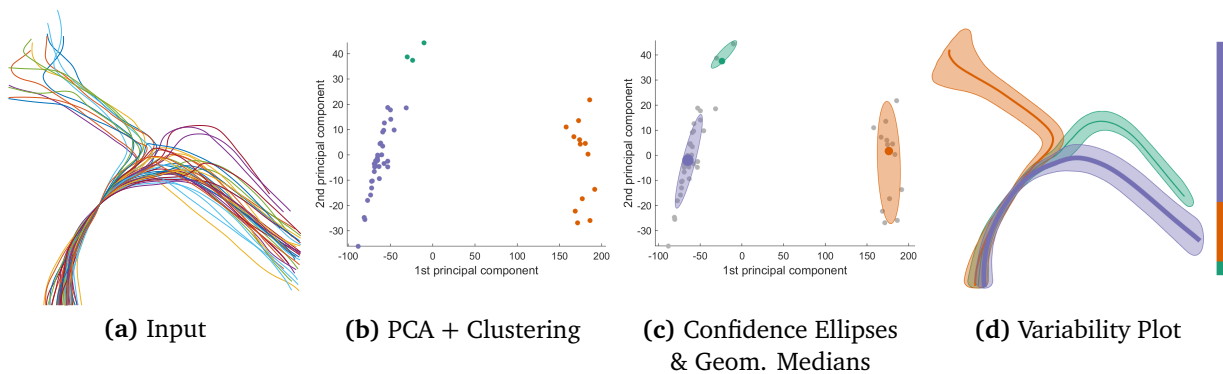 40
30
20
10
0
-10
-20
-30
-100 -50 0 50 100 150 200
1st principal component
2nd principal component
40
30
20
10
0
-10
-20
-30
-100 -50 0 50 100 150 200
1st principal component
2nd principal component
(a) Input
(b) PCA + Clustering
(c) Confidence Ellipses
& Geom. Medians
(d) Variability Plot